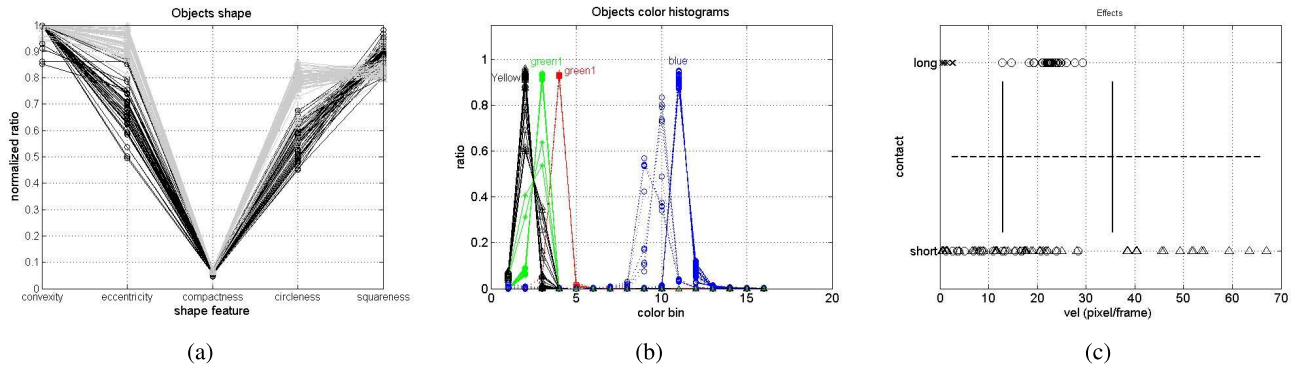 Objects shape
1
0.9
0.8
0.7
0.6
0.5
0.4
0.3
0.2
0.1
0
normalized ratio
convexity eccentricity compactness circleness squareness
shape feature
(a)
Objects color histograms
1
0.8
0.6
0.4
0.2
0
ratio
Yellow
green1
green1
blue
0 5 10 15 20
color bin
(b)
Effects
long
short
contact
0 10 20 30 40 50 60 70
vel (pixel/frame)
(c)